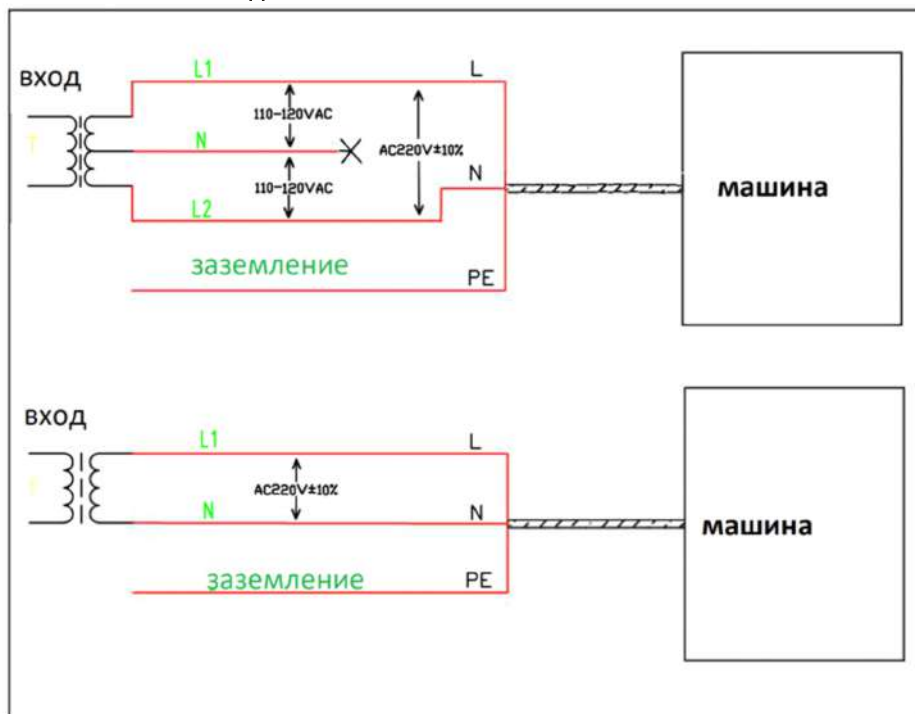 вход
L1
L
110-120VAC
N
AC220V±10%
N
110-120VAC
L2
заземление
PE
машина
вход
L1
L
AC220V±10%
N
N
заземление
PE
машина